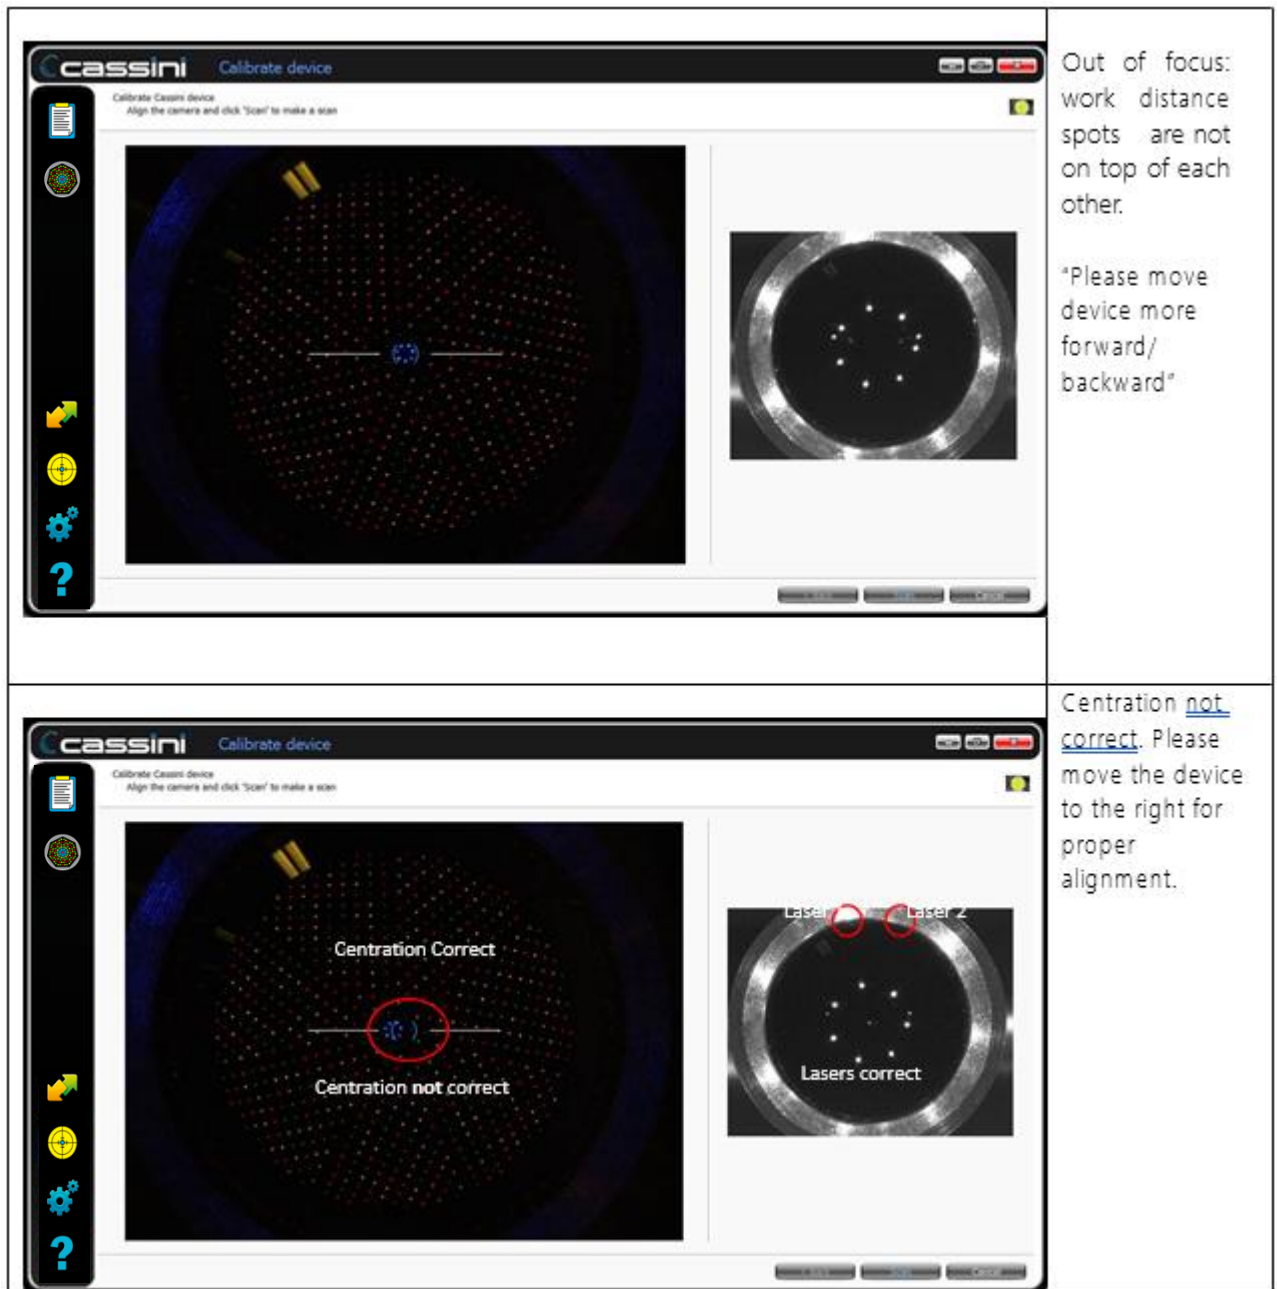 cassini Calibrate device
Calibrate Cassini device
Align the camera and click 'Scan' to make a scan
Cancel
Out of focus:
work distance
spots are not
on top of each
other.
"Please move
device more
forward/
backward"
cassini Calibrate device
Calibrate Cassini device
Align the camera and click 'Scan' to make a scan
Centration Correct
Centration not correct
Laser
Laser 2
Lasers correct
Cancel
Centration not
correct. Please
move the device
to the right for
proper
alignment.